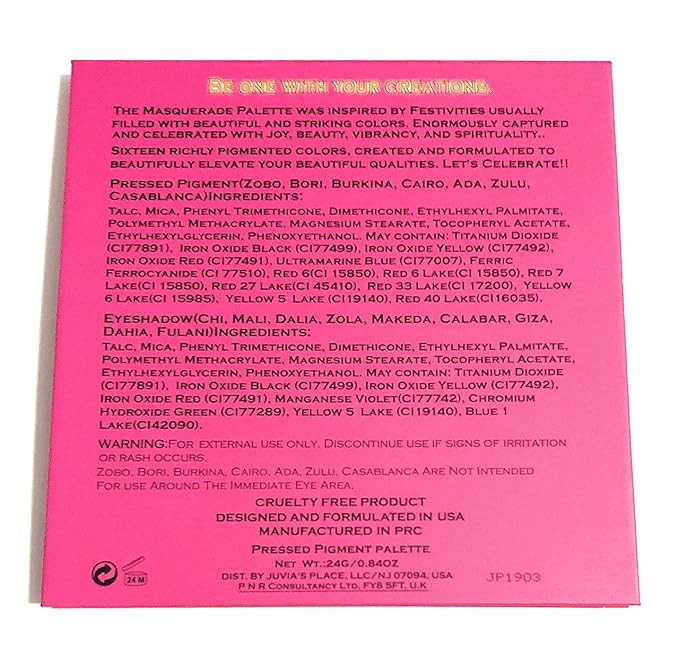 Be one with your creations.
The Masquerade Palette was inspired by Festivities usually
filled with beautiful and striking colors. Enormously captured
and celebrated with joy, beauty, vibrancy, and spirituality..
Sixteen richly pigmented colors, created and formulated to
beautifully elevate your beautiful qualities. Let's Celebrate!!
Pressed Pigment(Zobo, Bori, Burkina, Cairo, Ada, Zulu,
Casablanca)Ingredients:
Talc, Mica, Phenyl Trimethicone, Dimethicone, Ethylhexyl Palmitate,
Polymethyl Methacrylate, Magnesium Stearate, Tocopheryl Acetate,
Ethylhexylglycerin, Phenoxyethanol. May contain: Titanium Dioxide
(CI77891), Iron Oxide Black (CI77499), Iron Oxide Yellow (CI77492),
Iron Oxide Red (CI77491), Ultramarine Blue (CI77007), Ferric
Ferrocyanide (CI 77510), Red 6(CI 15850), Red 6 Lake(CI 15850), Red 7
Lake(CI 15850), Red 27 Lake(CI 45410), Red 33 Lake(CI 17200), Yellow
6 Lake(CI 15985), Yellow 5 Lake (CI19140), Red 40 Lake(CI16035).
Eyeshadow(Chi, Mali, Dalia, Zola, Makeda, Calabar, Giza,
Dahia, Fulani)Ingredients:
Talc, Mica, Phenyl Trimethicone, Dimethicone, Ethylhexyl Palmitate,
Polymethyl Methacrylate, Magnesium Stearate, Tocopheryl Acetate,
Ethylhexylglycerin, Phenoxyethanol. May contain: Titanium Dioxide
(CI77891), Iron Oxide Black (CI77499), Iron Oxide Yellow (CI77492),
Iron Oxide Red (CI77491), Manganese Violet(CI77742), Chromium
Hydroxide Green (CI77289), Yellow 5 Lake (CI19140), Blue 1
Lake(CI42090).
WARNING:For external use only. Discontinue use if signs of irritation
or rash occurs.
Zobo, Bori, Burkina, Cairo, Ada, Zulu, Casablanca Are Not Intended
For use Around The Immediate Eye Area.
CRUELTY FREE PRODUCT
DESIGNED AND FORMULATED IN USA
MANUFACTURED IN PRC
Pressed Pigment palette
Net Wt.:24G/0.84OZ
DIST. BY JUVIA'S PLACE, LLC/NJ 07094, USA
P N R Consultancy Ltd, FY8 5FT, U.K
24 M
JP1903